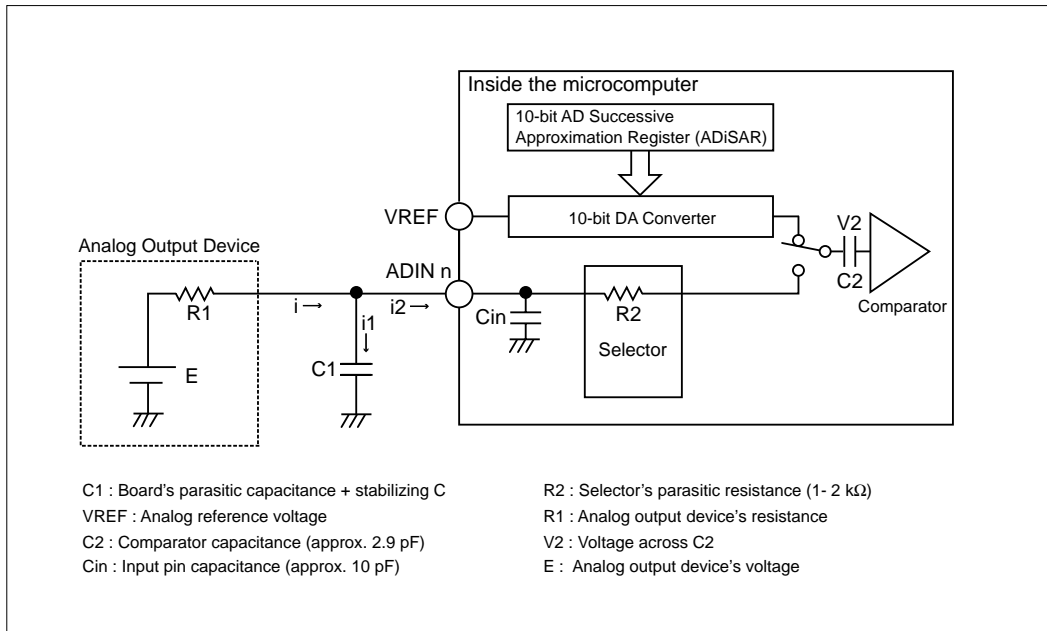 Inside the microcomputer
10-bit AD Successive
Approximation Register (ADiSAR)
VREF
10-bit DA Converter
V2
C2
Comparator
Analog Output Device
ADIN n
R1
i →
i2 →
i1
↓
Cin
R2
Selector
E
C1
C1 : Board's parasitic capacitance + stabilizing C
VREF : Analog reference voltage
C2 : Comparator capacitance (approx. 2.9 pF)
Cin : Input pin capacitance (approx. 10 pF)
R2 : Selector's parasitic resistance (1- 2 kΩ)
R1 : Analog output device's resistance
V2 : Voltage across C2
E : Analog output device's voltage